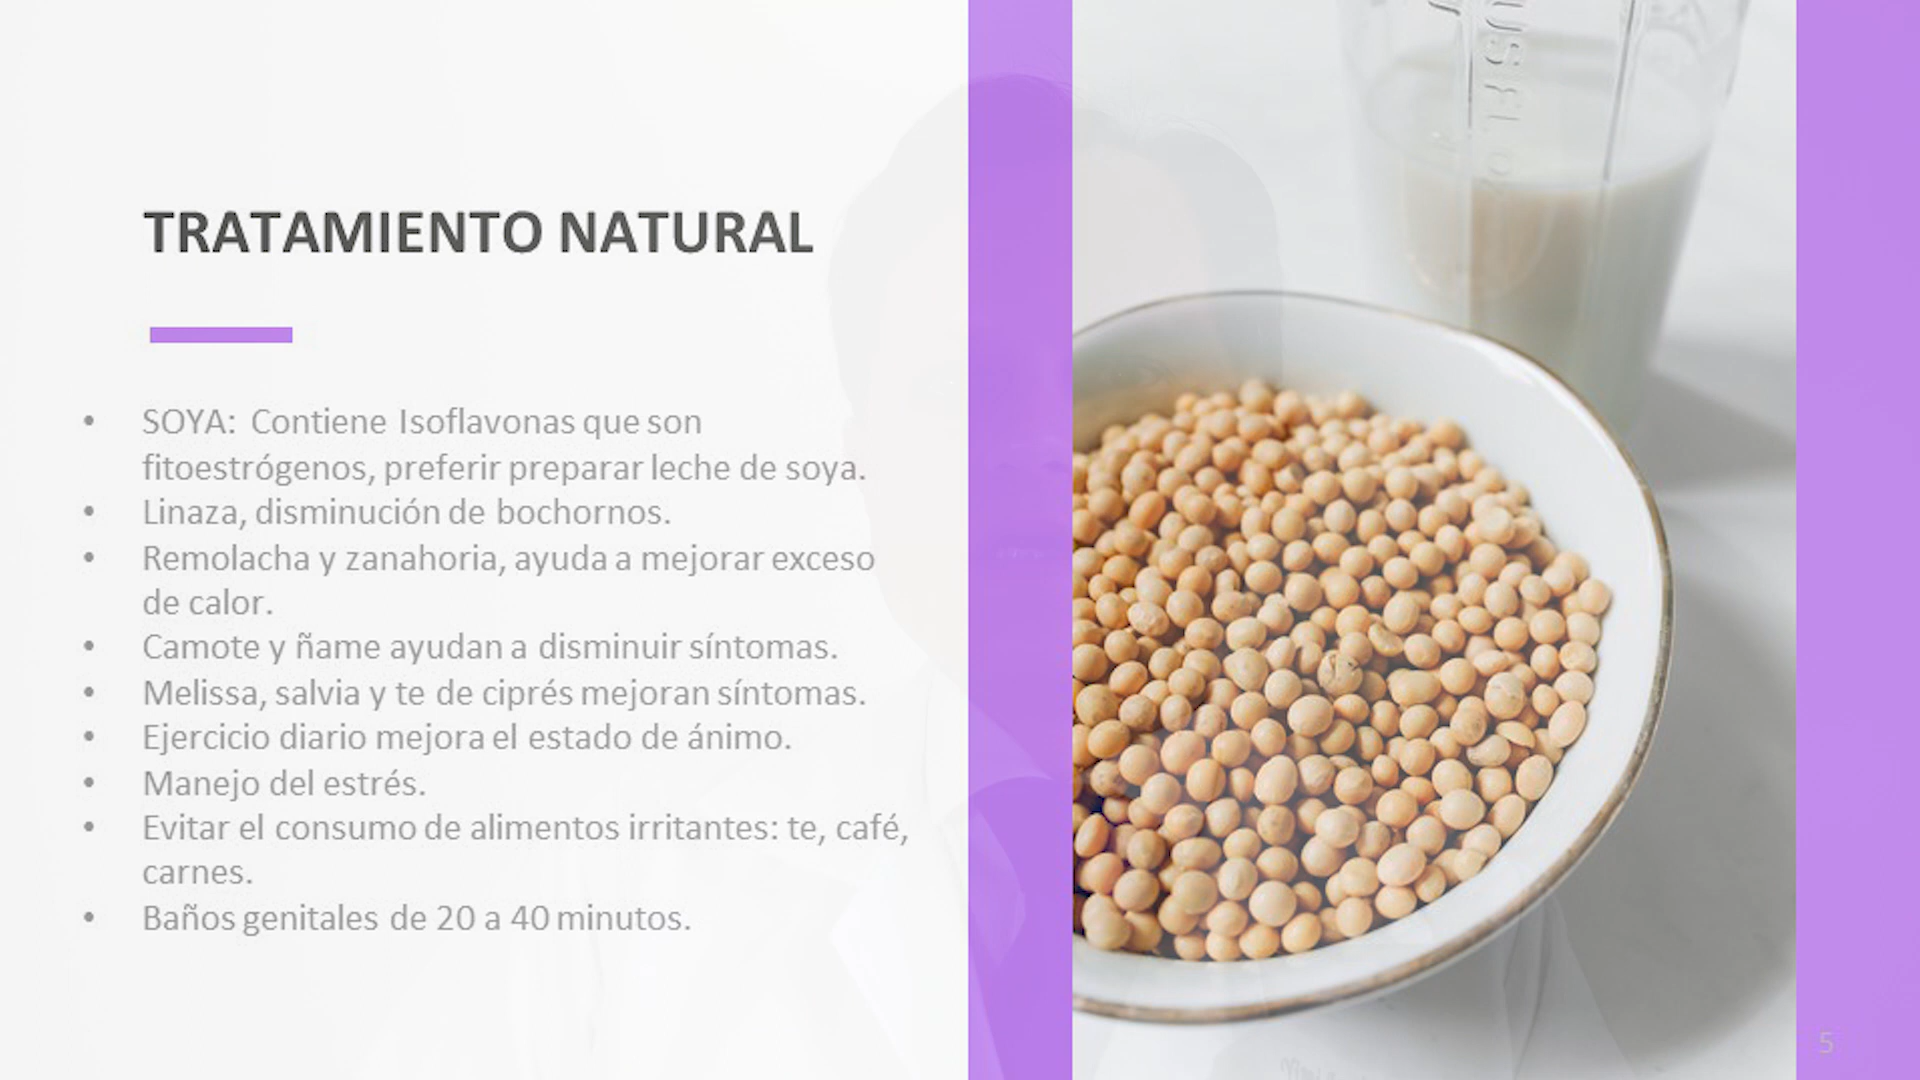 TRATAMIENTO NATURAL
• SOYA: Contiene Isoflavonas que son
fitoestrógenos, preferir preparar leche de soya.
• Linaza, disminución de bochornos.
• Remolacha y zanahoria, ayuda a mejorar exceso
de calor.
• Camote y ñame ayudan a disminuir síntomas.
• Melissa, salvia y te de ciprés mejoran síntomas.
• Ejercicio diario mejora el estado de ánimo.
• Manejo del estrés.
• Evitar el consumo de alimentos irritantes: te, café,
carnes.
• Baños genitales de 20 a 40 minutos.
5